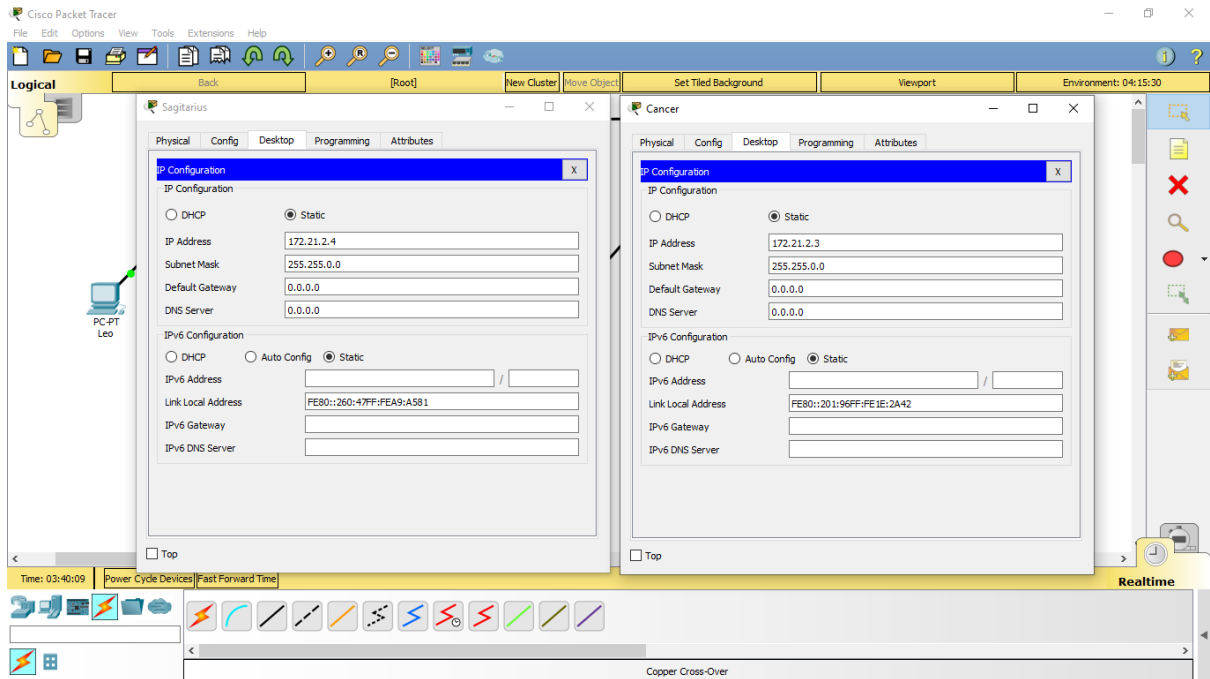 Cisco Packet Tracer
File Edit Options View Tools Extensions Help
Logical Back [Root] New Cluster Move Object Set Tiled Background Viewport Environment: 04:15:30
Sagitarius
Physical Config Desktop Programming Attributes
IP Configuration X
IP Configuration
DHCP Static
IP Address 172.21.2.4
Subnet Mask 255.255.0.0
Default Gateway 0.0.0.0
DNS Server 0.0.0.0
IPv6 Configuration
DHCP Auto Config Static
IPv6 Address /
Link Local Address FE80::260:47FF:FEA9:A581
IPv6 Gateway
IPv6 DNS Server
Top
Cancer
Physical Config Desktop Programming Attributes
IP Configuration X
IP Configuration
DHCP Static
IP Address 172.21.2.3
Subnet Mask 255.255.0.0
Default Gateway 0.0.0.0
DNS Server 0.0.0.0
IPv6 Configuration
DHCP Auto Config Static
IPv6 Address /
Link Local Address FE80::201:96FF:FE1E:2A42
IPv6 Gateway
IPv6 DNS Server
Top
PC-PT
Leo
Time: 03:40:09 Power Cycle Devices Fast Forward Time Realtime
Copper Cross-Over